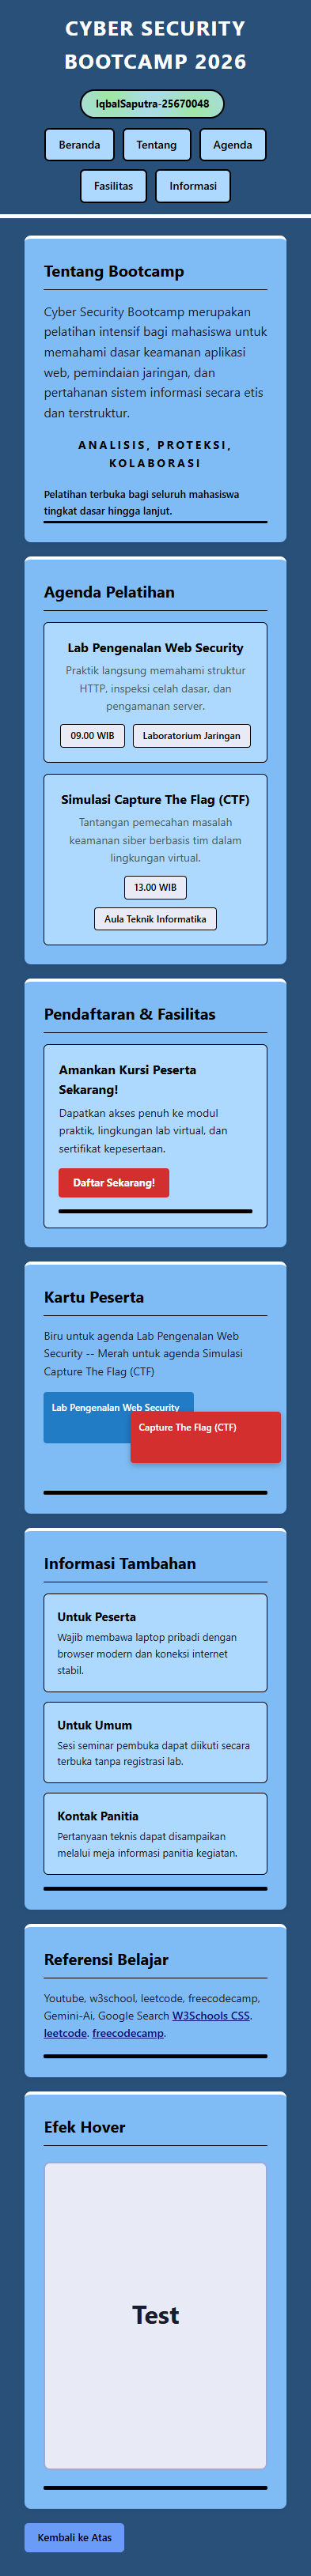 CYBER SECURITY
BOOTCAMP 2026
IqbalSaputra-25670048
Beranda
Tentang
Agenda
Fasilitas
Informasi
Tentang Bootcamp
Cyber Security Bootcamp merupakan
pelatihan intensif bagi mahasiswa untuk
memahami dasar keamanan aplikasi
web, pemindaian jaringan, dan
pertahanan sistem informasi secara etis
dan terstruktur.
ANALISIS, PROTEKSI,
KOLABORASI
Pelatihan terbuka bagi seluruh mahasiswa
tingkat dasar hingga lanjut.
Agenda Pelatihan
Lab Pengenalan Web Security
Praktik langsung memahami struktur
HTTP, inspeksi celah dasar, dan
pengamanan server.
09.00 WIB
Laboratorium Jaringan
Simulasi Capture The Flag (CTF)
Tantangan pemecahan masalah
keamanan siber berbasis tim dalam
lingkungan virtual.
13.00 WIB
Aula Teknik Informatika
Pendaftaran & Fasilitas
Amankan Kursi Peserta
Sekarang!
Dapatkan akses penuh ke modul
praktik, lingkungan lab virtual, dan
sertifikat kepesertaan.
Daftar Sekarang!
Kartu Peserta
Biru untuk agenda Lab Pengenalan Web
Security -- Merah untuk agenda Simulasi
Capture The Flag (CTF)
Lab Pengenalan Web Security
Capture The Flag (CTF)
Informasi Tambahan
Untuk Peserta
Wajib membawa laptop pribadi dengan
browser modern dan koneksi internet
stabil.
Untuk Umum
Sesi seminar pembuka dapat diikuti secara
terbuka tanpa registrasi lab.
Kontak Panitia
Pertanyaan teknis dapat disampaikan
melalui meja informasi panitia kegiatan.
Referensi Belajar
Youtube, w3school, leetcode, freecodecamp,
Gemini-Ai, Google Search W3Schools CSS.
leetcode. freecodecamp.
Efek Hover
Test
Kembali ke Atas